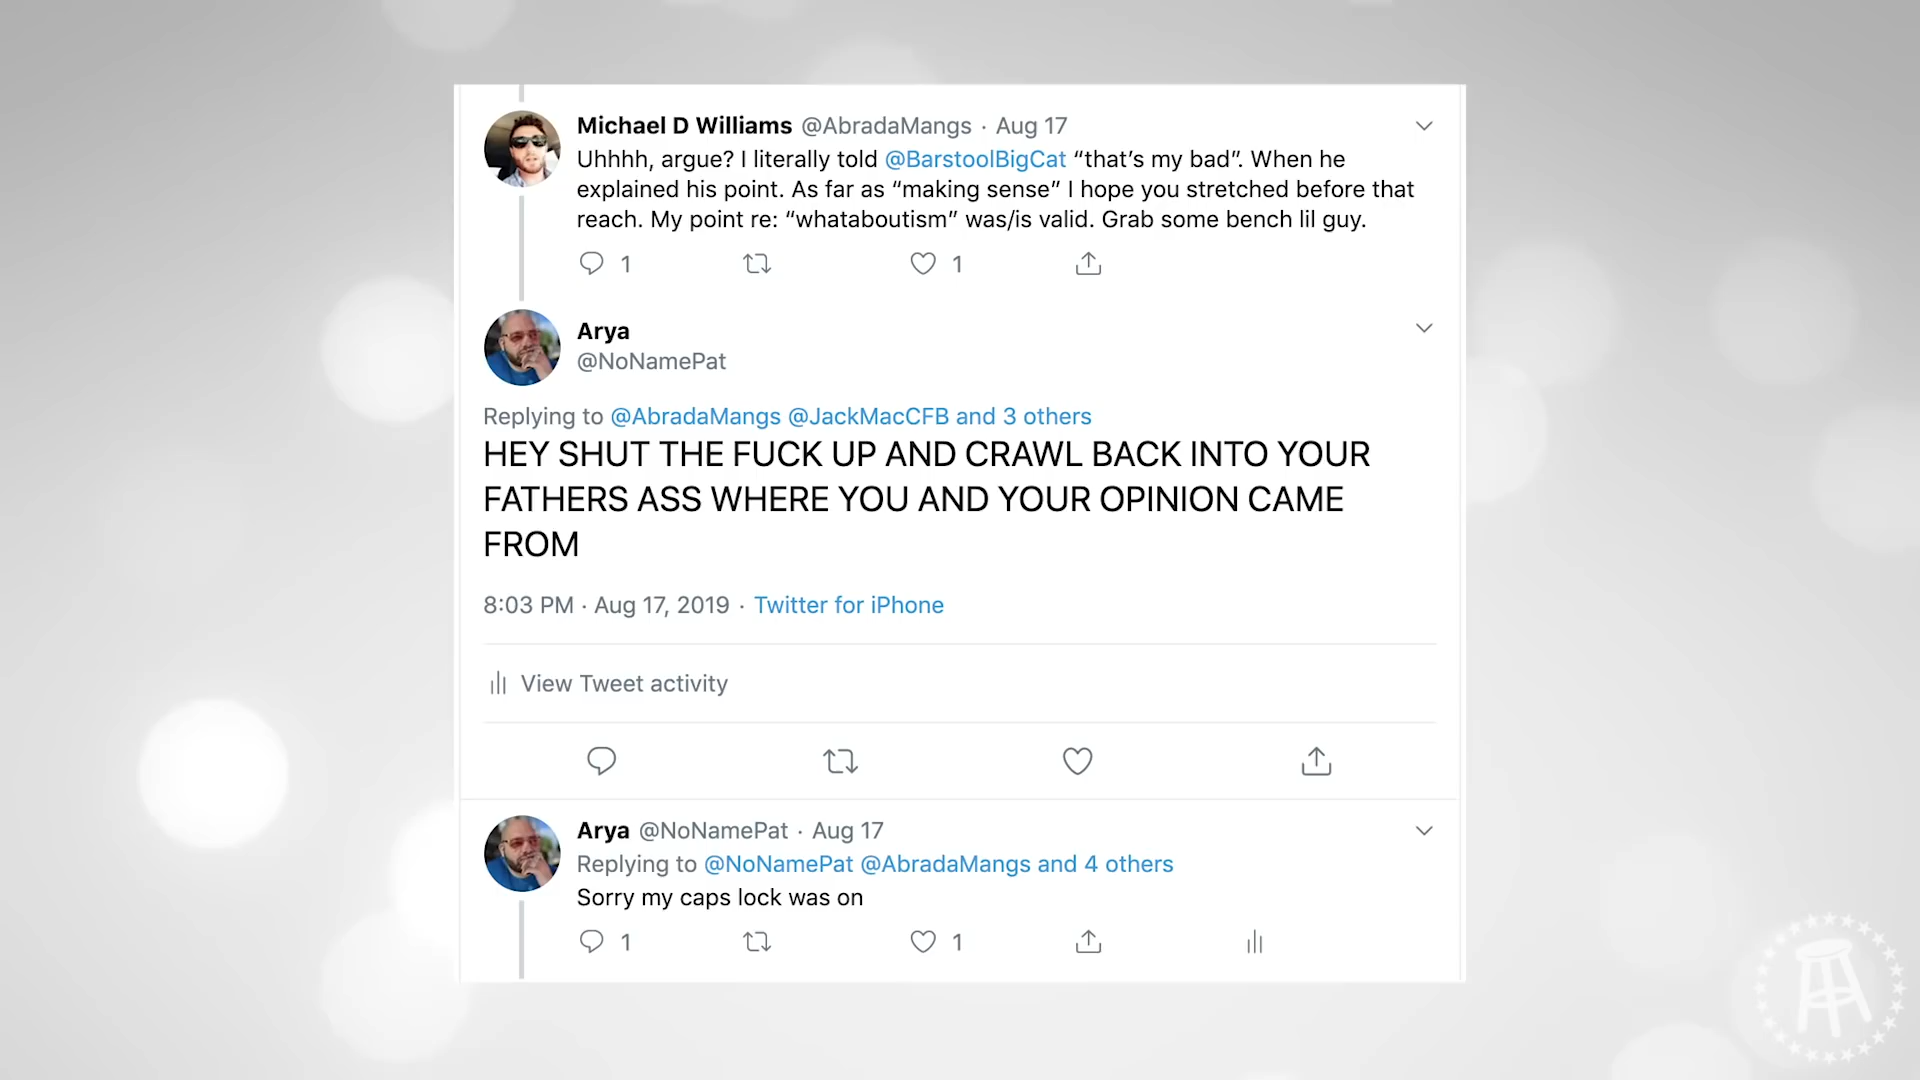 Michael D Williams @AbradaMangs · Aug 17
Uhhhh, argue? I literally told @BarstoolBigCat “that’s my bad”. When he
explained his point. As far as “making sense” I hope you stretched before that
reach. My point re: “whataboutism” was/is valid. Grab some bench lil guy.
1 1
Arya
@NoNamePat
Replying to @AbradaMangs @JackMacCFB and 3 others
HEY SHUT THE FUCK UP AND CRAWL BACK INTO YOUR
FATHERS ASS WHERE YOU AND YOUR OPINION CAME
FROM
8:03 PM · Aug 17, 2019 · Twitter for iPhone
View Tweet activity
Arya @NoNamePat · Aug 17
Replying to @NoNamePat @AbradaMangs and 4 others
Sorry my caps lock was on
1 1